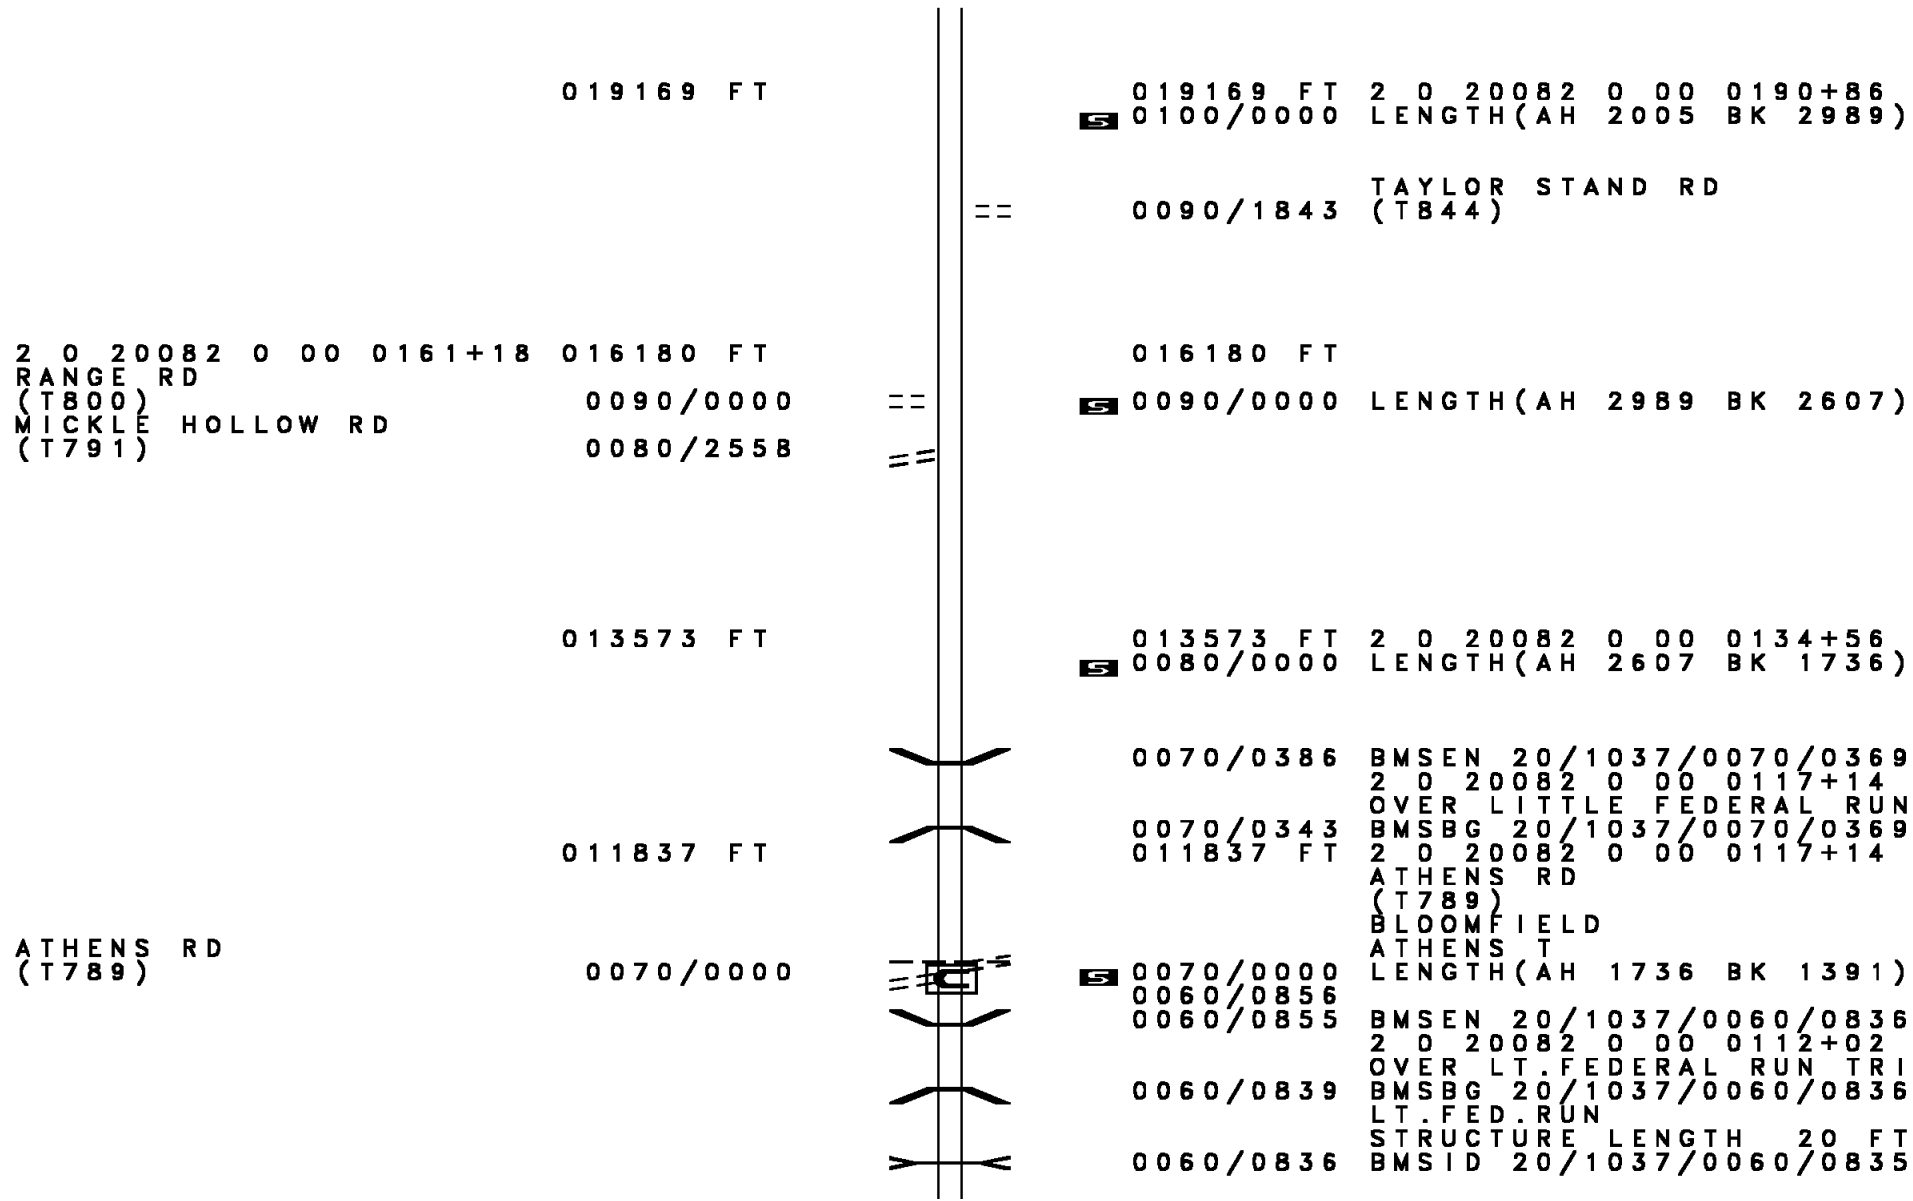 019169 FT 019169 FT 2 0 20082 0 00 0190+86
S 0100/0000 LENGTH(AH 2005 BK 2989)
TAYLOR STAND RD
0090/1843 (T844)
2 0 20082 0 00 0161+18 016180 FT 016180 FT
RANGE RD
(T800) 0090/0000 S 0090/0000 LENGTH(AH 2989 BK 2607)
MICKLE HOLLOW RD
(T791) 0080/2558
013573 FT 013573 FT 2 0 20082 0 00 0134+56
S 0080/0000 LENGTH(AH 2607 BK 1736)
0070/0386 BMSEN 20/1037/0070/0369
2 0 20082 0 00 0117+14
OVER LITTLE FEDERAL RUN
0070/0343 BMSBG 20/1037/0070/0369
011837 FT 011837 FT 2 0 20082 0 00 0117+14
ATHENS RD
(T789)
BLOOMFIELD
ATHENS RD ATHENS T
(T789) 0070/0000 S 0070/0000 LENGTH(AH 1736 BK 1391)
0060/0856
0060/0855 BMSEN 20/1037/0060/0836
2 0 20082 0 00 0112+02
OVER LT.FEDERAL RUN TRI
0060/0839 BMSBG 20/1037/0060/0836
LT.FED.RUN
STRUCTURE LENGTH 20 FT
0060/0836 BMSID 20/1037/0060/0835